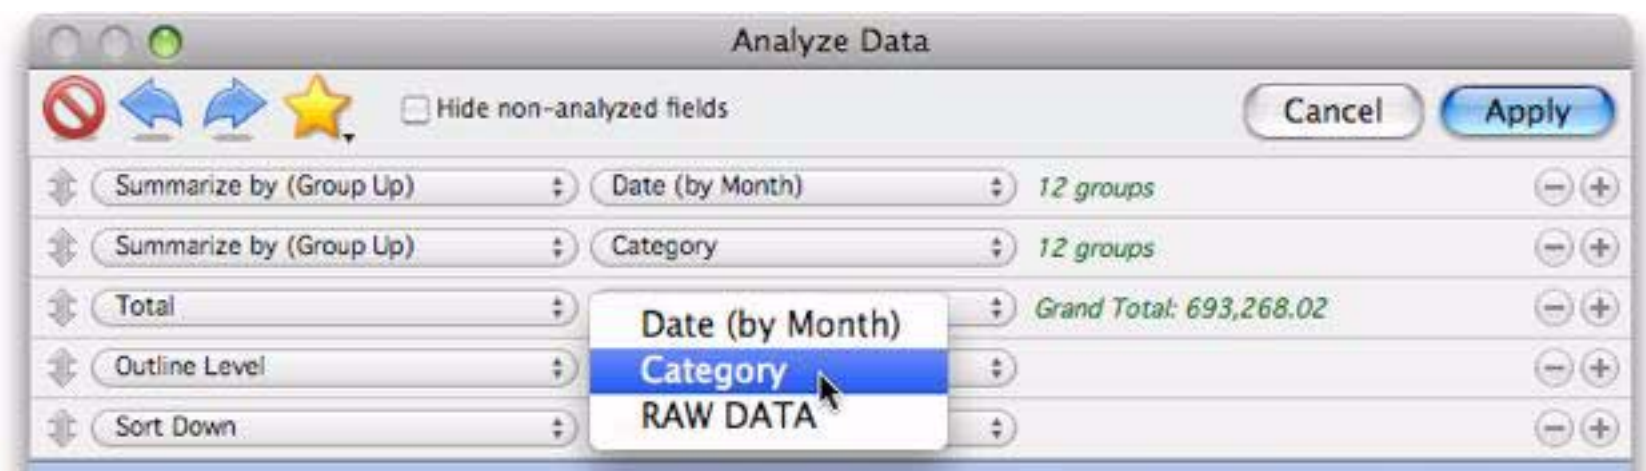 Analyze Data
Hide non-analyzed fields Cancel Apply
Summarize by (Group Up) Date (by Month) 12 groups
Summarize by (Group Up) Category 12 groups
Total Grand Total: 693,268.02
Date (by Month)
Outline Level Category
Sort Down RAW DATA